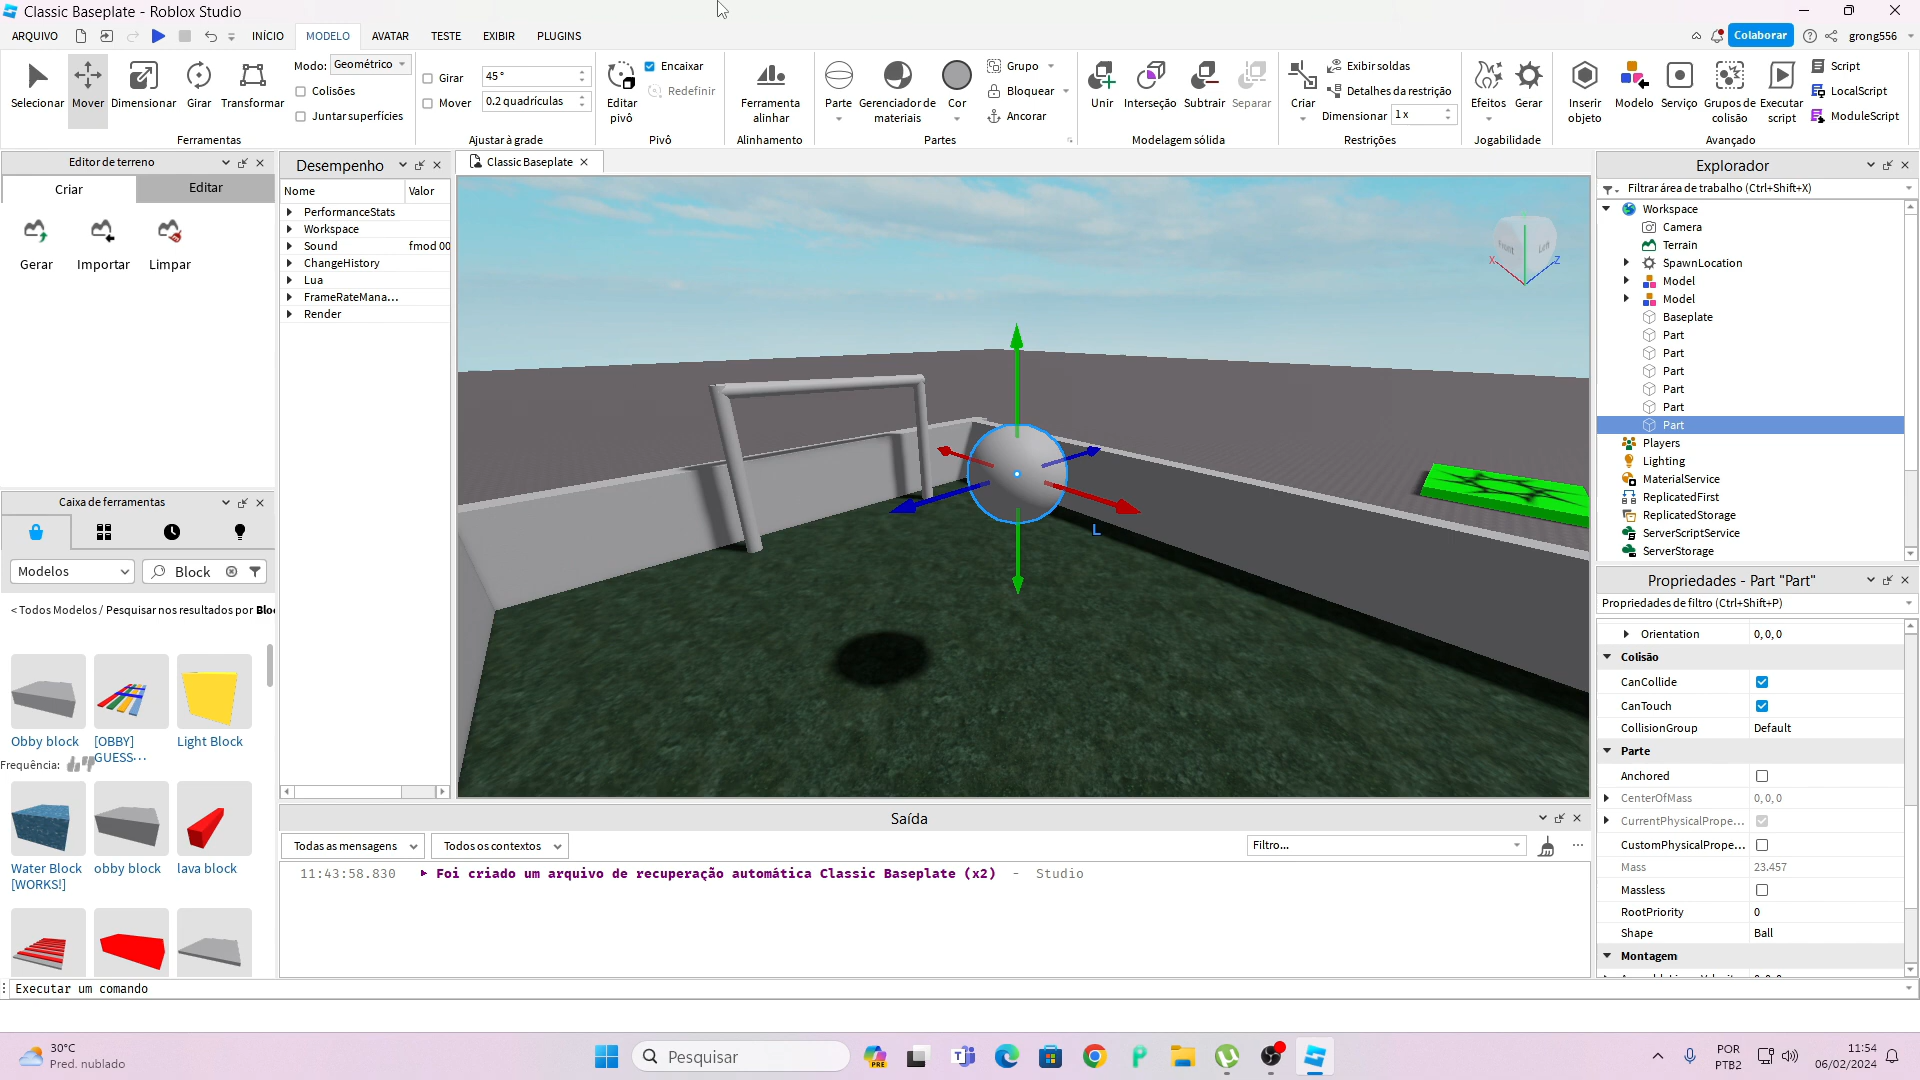 Classic Baseplate - Roblox Studio
ARQUIVO
INÍCIO
MODELO
AVATAR
TESTE
EXIBIR
PLUGINS
Colaborar
grong556
Selecionar
Mover
Dimensionar
Girar
Transformar
Modo: Geométrico
Colisões
Juntar superfícies
Ferramentas
Girar 45°
Mover 0.2 quadrículas
Ajustar à grade
Editar pivô
Encaixar
Redefinir
Pivô
Ferramenta alinhar
Alinhamento
Parte
Gerenciador de materiais
Cor
Grupo
Bloquear
Ancorar
Partes
Unir
Interseção
Subtrair
Separar
Modelagem sólida
Criar
Exibir soldas
Detalhes da restrição
Dimensionar 1 x
Restrições
Efeitos
Gerar
Jogabilidade
Inserir objeto
Modelo
Serviço
Grupos de colisão
Executar script
Script
LocalScript
ModuleScript
Avançado
Editor de terreno
Criar
Editar
Gerar
Importar
Limpar
Desempenho
Nome Valor
PerformanceStats
Workspace
Sound fmod 00
ChangeHistory
Lua
FrameRateMana...
Render
Classic Baseplate
Left
X
Z
L
Explorador
Filtrar área de trabalho (Ctrl+Shift+X)
Workspace
Camera
Terrain
SpawnLocation
Model
Model
Baseplate
Part
Part
Part
Part
Part
Part
Players
Lighting
MaterialService
ReplicatedFirst
ReplicatedStorage
ServerScriptService
ServerStorage
Caixa de ferramentas
Modelos
Block
< Todos Modelos / Pesquisar nos resultados por Bloc
Obby block
[OBBY] GUESS...
Light Block
Frequência:
Water Block [WORKS!]
obby block
lava block
Propriedades - Part "Part"
Propriedades de filtro (Ctrl+Shift+P)
Orientation 0, 0, 0
Colisão
CanCollide
CanTouch
CollisionGroup Default
Parte
Anchored
CenterOfMass 0, 0, 0
CurrentPhysicalPrope...
CustomPhysicalPrope...
Mass 23.457
Massless
RootPriority 0
Shape Ball
Montagem
Saída
Todas as mensagens
Todos os contextos
Filtro...
11:43:58.830 Foi criado um arquivo de recuperação automática Classic Baseplate (x2) - Studio
Executar um comando
30°C
Pred. nublado
Pesquisar
PRE
POR
PTB2
11:54
06/02/2024